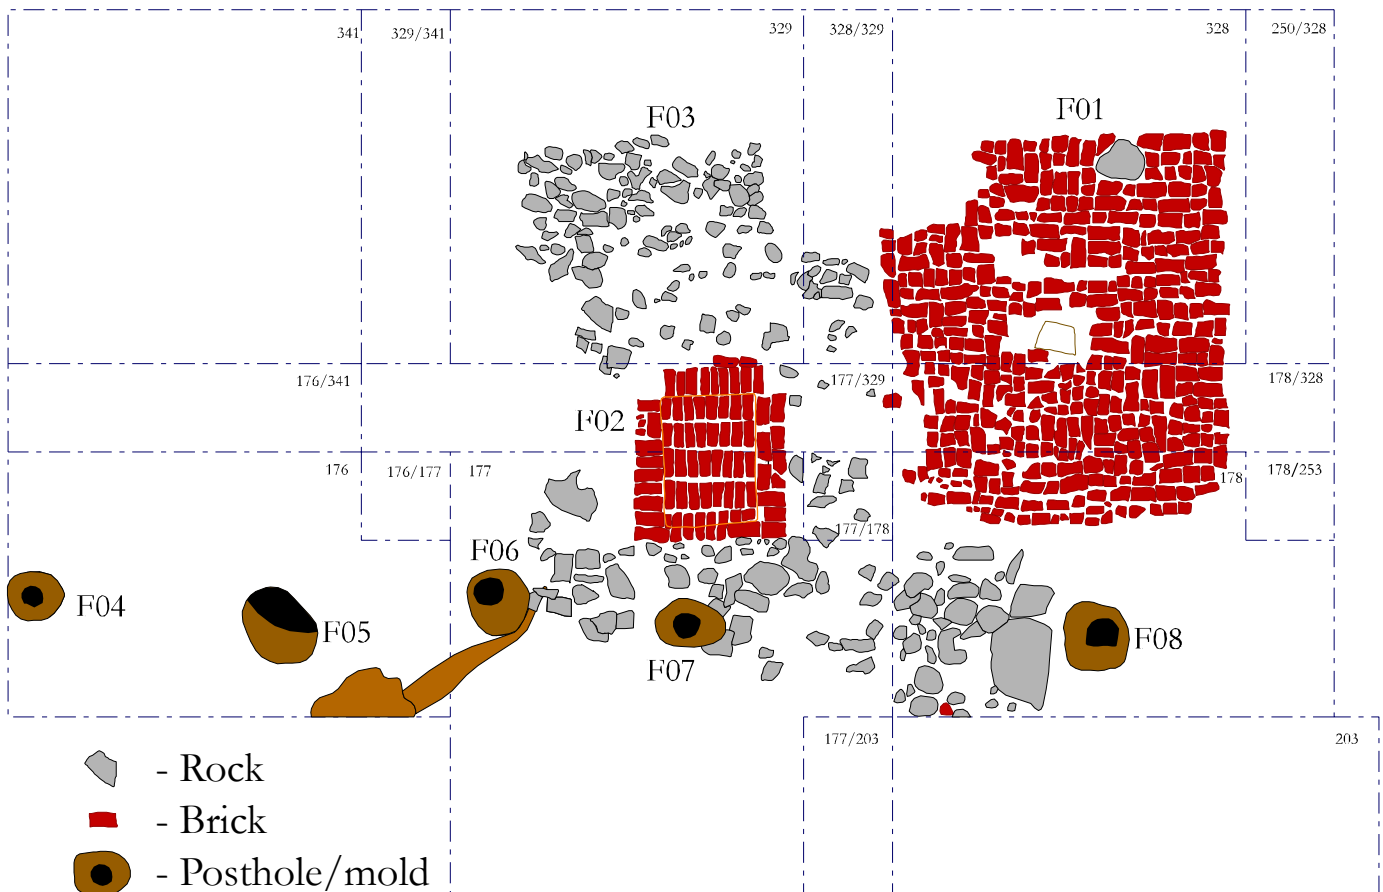 341 329/341 329 328/329 328 250/328
F03 F01
176/341 177/329 178/328
F02
176 176/177 177 178 178/253
177/178
F06
F04 F05 F07 F08
177/203 203
- Rock
- Brick
- Posthole/mold